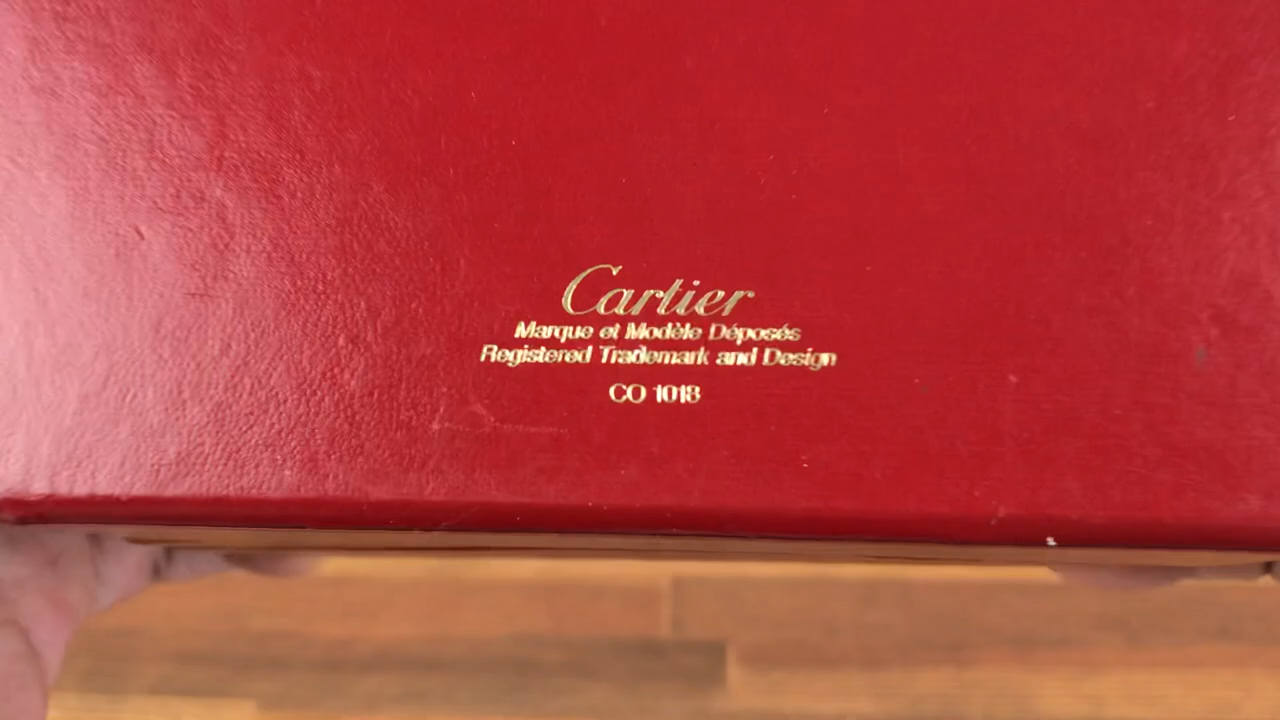 Cartier
Marque et Modèle Déposés
Registered Trademark and Design
CO 1018